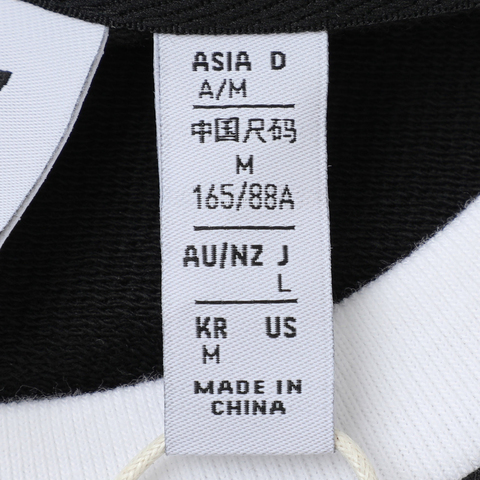 ASIA D
A/M
中国尺码
M
165/88A
AU/NZ J
L
KR US
M
MADE IN
CHINA